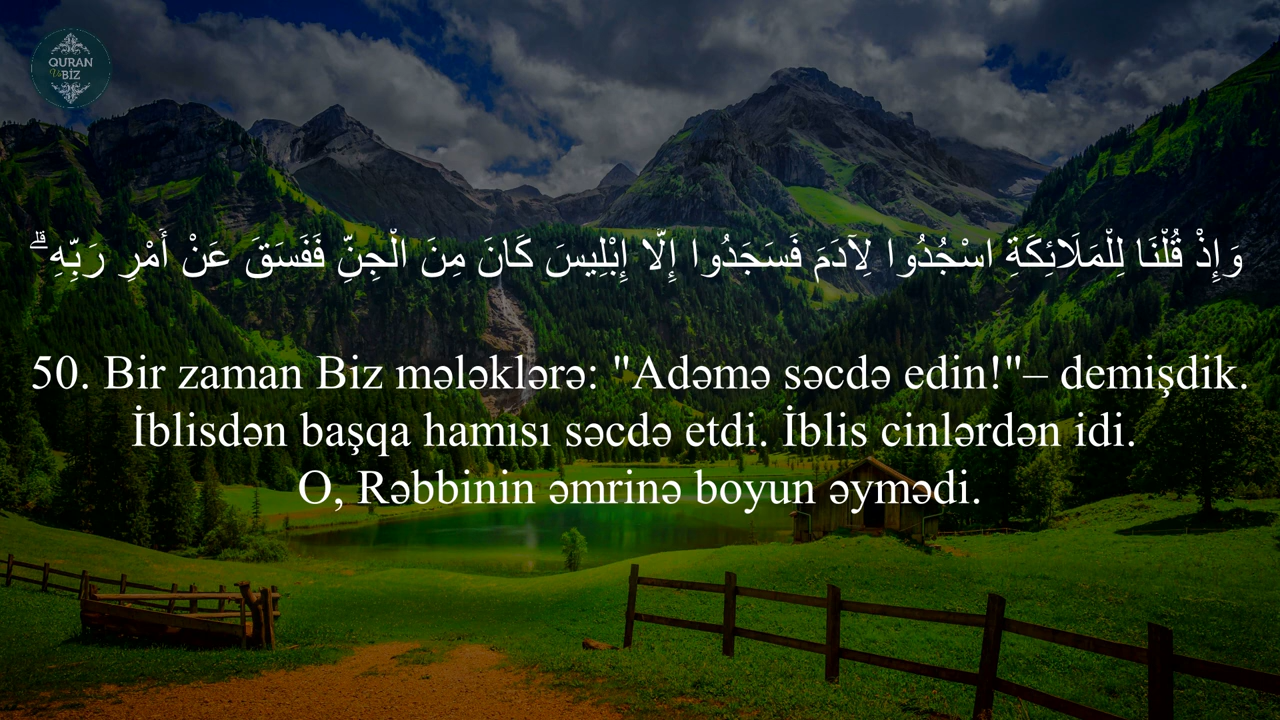 QURAN
Və BİZ
وَإِذْ قُلْنَا لِلْمَلَائِكَةِ اسْجُدُوا لِآدَمَ فَسَجَدُوا إِلَّا إِبْلِيسَ كَانَ مِنَ الْجِنِّ فَفَسَقَ عَنْ أَمْرِ رَبِّهِ ۗ
50. Bir zaman Biz mələklərə: "Adəmə səcdə edin!"– demişdik.
İblisdən başqa hamısı səcdə etdi. İblis cinlərdən idi.
O, Rəbbinin əmrinə boyun əymədi.